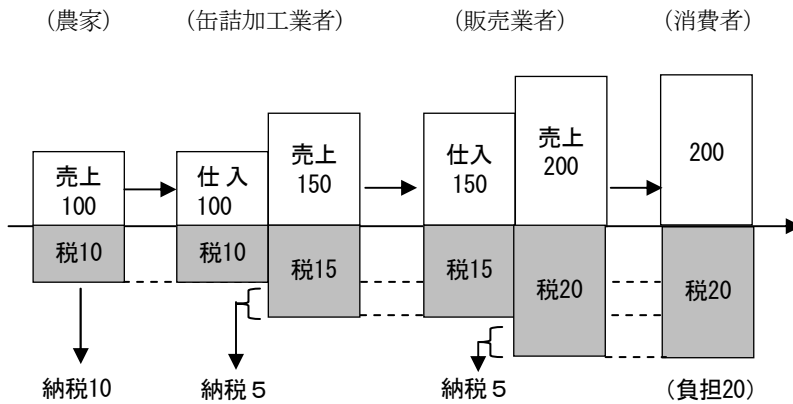 （農家）
（缶詰加工業者）
（販売業者）
（消費者）
売上
100
仕 入
100
売上
150
仕入
150
売上
200
200
税10
税10
税15
税15
税20
税20
納税10
納税５
納税５
（負担20）